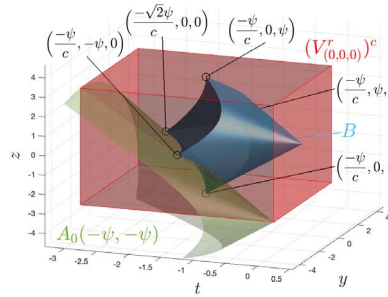 (-√2ψ/c, 0, 0)
(-ψ/c, -ψ, 0)
(-ψ/c, 0, ψ)
(V^r_{(0,0,0)})^c
(-ψ/c, ψ,
B
(-ψ/c, 0,
A_0(-ψ, -ψ)
z
4
3
2
1
0
-1
-2
-3
-4
-3
-2.5
-2
-1.5
-1
-0.5
0
0.5
t
-4
-2
0
2
4
y